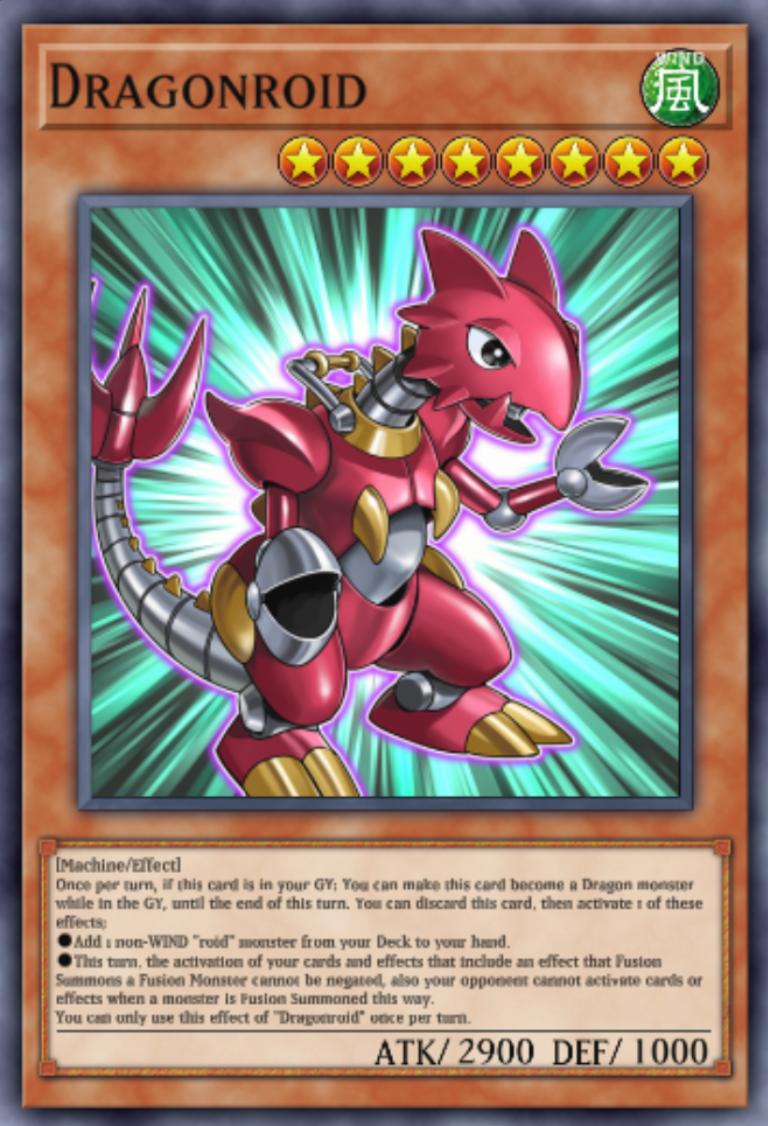 DRAGONROID
WIND
風
[Machine/Effect]
Once per turn, if this card is in your GY: You can make this card become a Dragon monster
while in the GY, until the end of this turn. You can discard this card, then activate 1 of these
effects;
●Add 1 non-WIND "roid" monster from your Deck to your hand.
●This turn, the activation of your cards and effects that include an effect that Fusion
Summons a Fusion Monster cannot be negated, also your opponent cannot activate cards or
effects when a monster is Fusion Summoned this way.
You can only use this effect of "Dragonroid" once per turn.
ATK/ 2900 DEF/ 1000